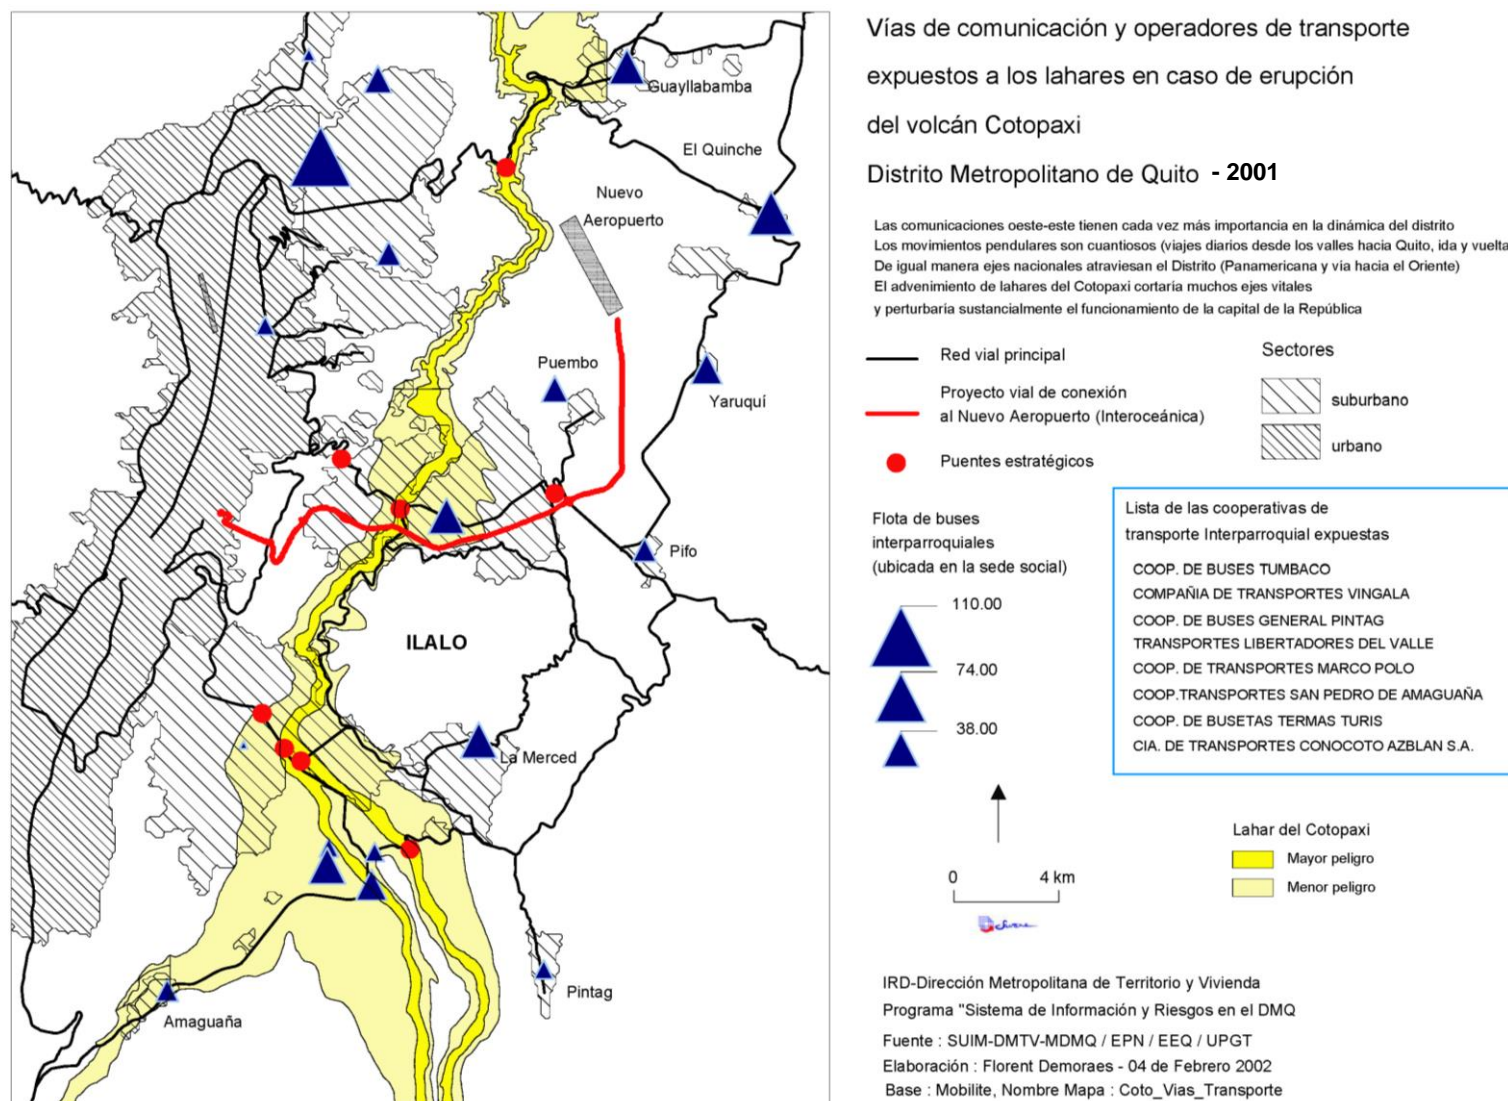 Vías de comunicación y operadores de transporte
expuestos a los lahares en caso de erupción
del volcán Cotopaxi
Distrito Metropolitano de Quito - 2001
Las comunicaciones oeste-este tienen cada vez más importancia en la dinámica del distrito
Los movimientos pendulares son cuantiosos (viajes diarios desde los valles hacia Quito, ida y vuelta
De igual manera ejes nacionales atraviesan el Distrito (Panamericana y vía hacia el Oriente)
El advenimiento de lahares del Cotopaxi cortaría muchos ejes vitales
y perturbaría sustancialmente el funcionamiento de la capital de la República
Red vial principal
Proyecto vial de conexión
al Nuevo Aeropuerto (Interoceánica)
Puentes estratégicos
Sectores
suburbano
urbano
Flota de buses
interparroquiales
(ubicada en la sede social)
110.00
74.00
38.00
Lista de las cooperativas de
transporte Interparroquial expuestas
COOP. DE BUSES TUMBACO
COMPAÑIA DE TRANSPORTES VINGALA
COOP. DE BUSES GENERAL PINTAG
TRANSPORTES LIBERTADORES DEL VALLE
COOP. DE TRANSPORTES MARCO POLO
COOP.TRANSPORTES SAN PEDRO DE AMAGUAÑA
COOP. DE BUSETAS TERMAS TURIS
CIA. DE TRANSPORTES CONOCOTO AZBLAN S.A.
0 4 km
Lahar del Cotopaxi
Mayor peligro
Menor peligro
IRD-Dirección Metropolitana de Territorio y Vivienda
Programa "Sistema de Información y Riesgos en el DMQ
Fuente : SUIM-DMTV-MDMQ / EPN / EEQ / UPGT
Elaboración : Florent Demoraes - 04 de Febrero 2002
Base : Mobilite, Nombre Mapa : Coto_Vias_Transporte
Guayllabamba
El Quinche
Nuevo
Aeropuerto
Puembo
Yaruquí
Pifo
ILALO
La Merced
Pintag
Amaguaña